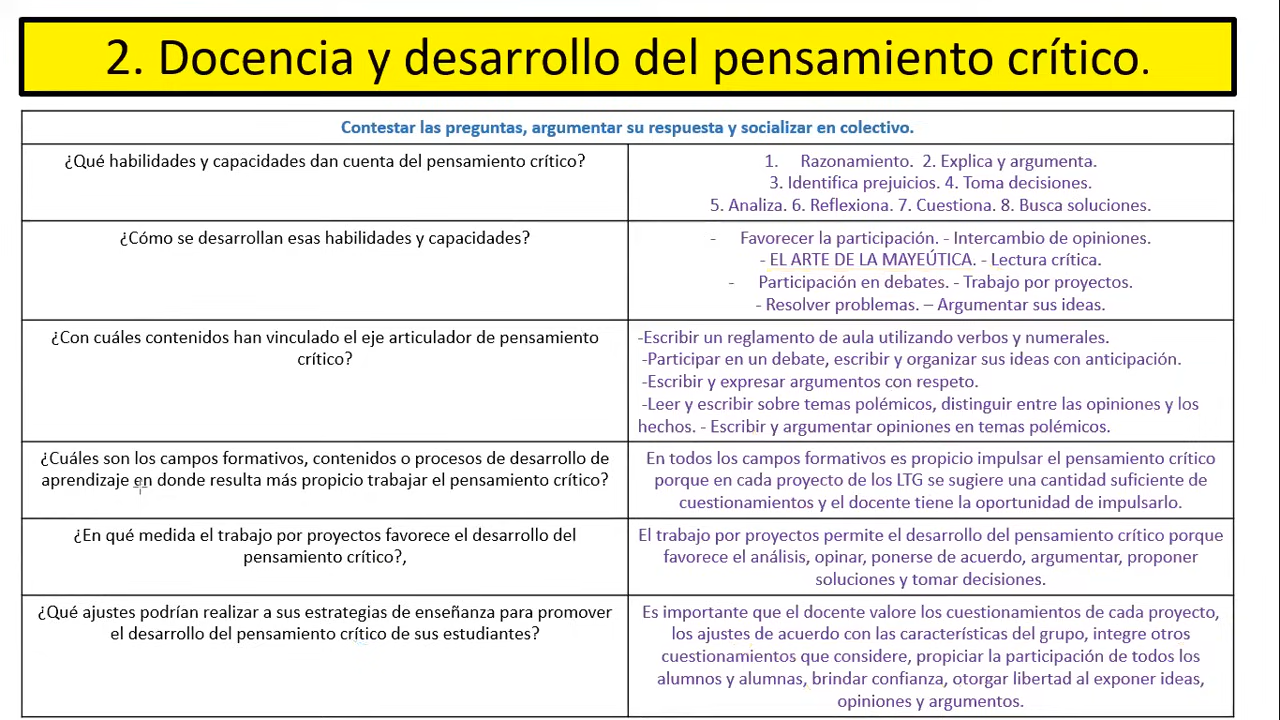 2. Docencia y desarrollo del pensamiento crítico.
Contestar las preguntas, argumentar su respuesta y socializar en colectivo.
¿Qué habilidades y capacidades dan cuenta del pensamiento crítico?
1. Razonamiento. 2. Explica y argumenta.
3. Identifica prejuicios. 4. Toma decisiones.
5. Analiza. 6. Reflexiona. 7. Cuestiona. 8. Busca soluciones.
¿Cómo se desarrollan esas habilidades y capacidades?
- Favorecer la participación. - Intercambio de opiniones.
- EL ARTE DE LA MAYEÚTICA. - Lectura crítica.
- Participación en debates. - Trabajo por proyectos.
- Resolver problemas. – Argumentar sus ideas.
¿Con cuáles contenidos han vinculado el eje articulador de pensamiento
crítico?
-Escribir un reglamento de aula utilizando verbos y numerales.
-Participar en un debate, escribir y organizar sus ideas con anticipación.
-Escribir y expresar argumentos con respeto.
-Leer y escribir sobre temas polémicos, distinguir entre las opiniones y los
hechos. - Escribir y argumentar opiniones en temas polémicos.
¿Cuáles son los campos formativos, contenidos o procesos de desarrollo de
aprendizaje en donde resulta más propicio trabajar el pensamiento crítico?
En todos los campos formativos es propicio impulsar el pensamiento crítico
porque en cada proyecto de los LTG se sugiere una cantidad suficiente de
cuestionamientos y el docente tiene la oportunidad de impulsarlo.
¿En qué medida el trabajo por proyectos favorece el desarrollo del
pensamiento crítico?,
El trabajo por proyectos permite el desarrollo del pensamiento crítico porque
favorece el análisis, opinar, ponerse de acuerdo, argumentar, proponer
soluciones y tomar decisiones.
¿Qué ajustes podrían realizar a sus estrategias de enseñanza para promover
el desarrollo del pensamiento crítico de sus estudiantes?
Es importante que el docente valore los cuestionamientos de cada proyecto,
los ajustes de acuerdo con las características del grupo, integre otros
cuestionamientos que considere, propiciar la participación de todos los
alumnos y alumnas, brindar confianza, otorgar libertad al exponer ideas,
opiniones y argumentos.